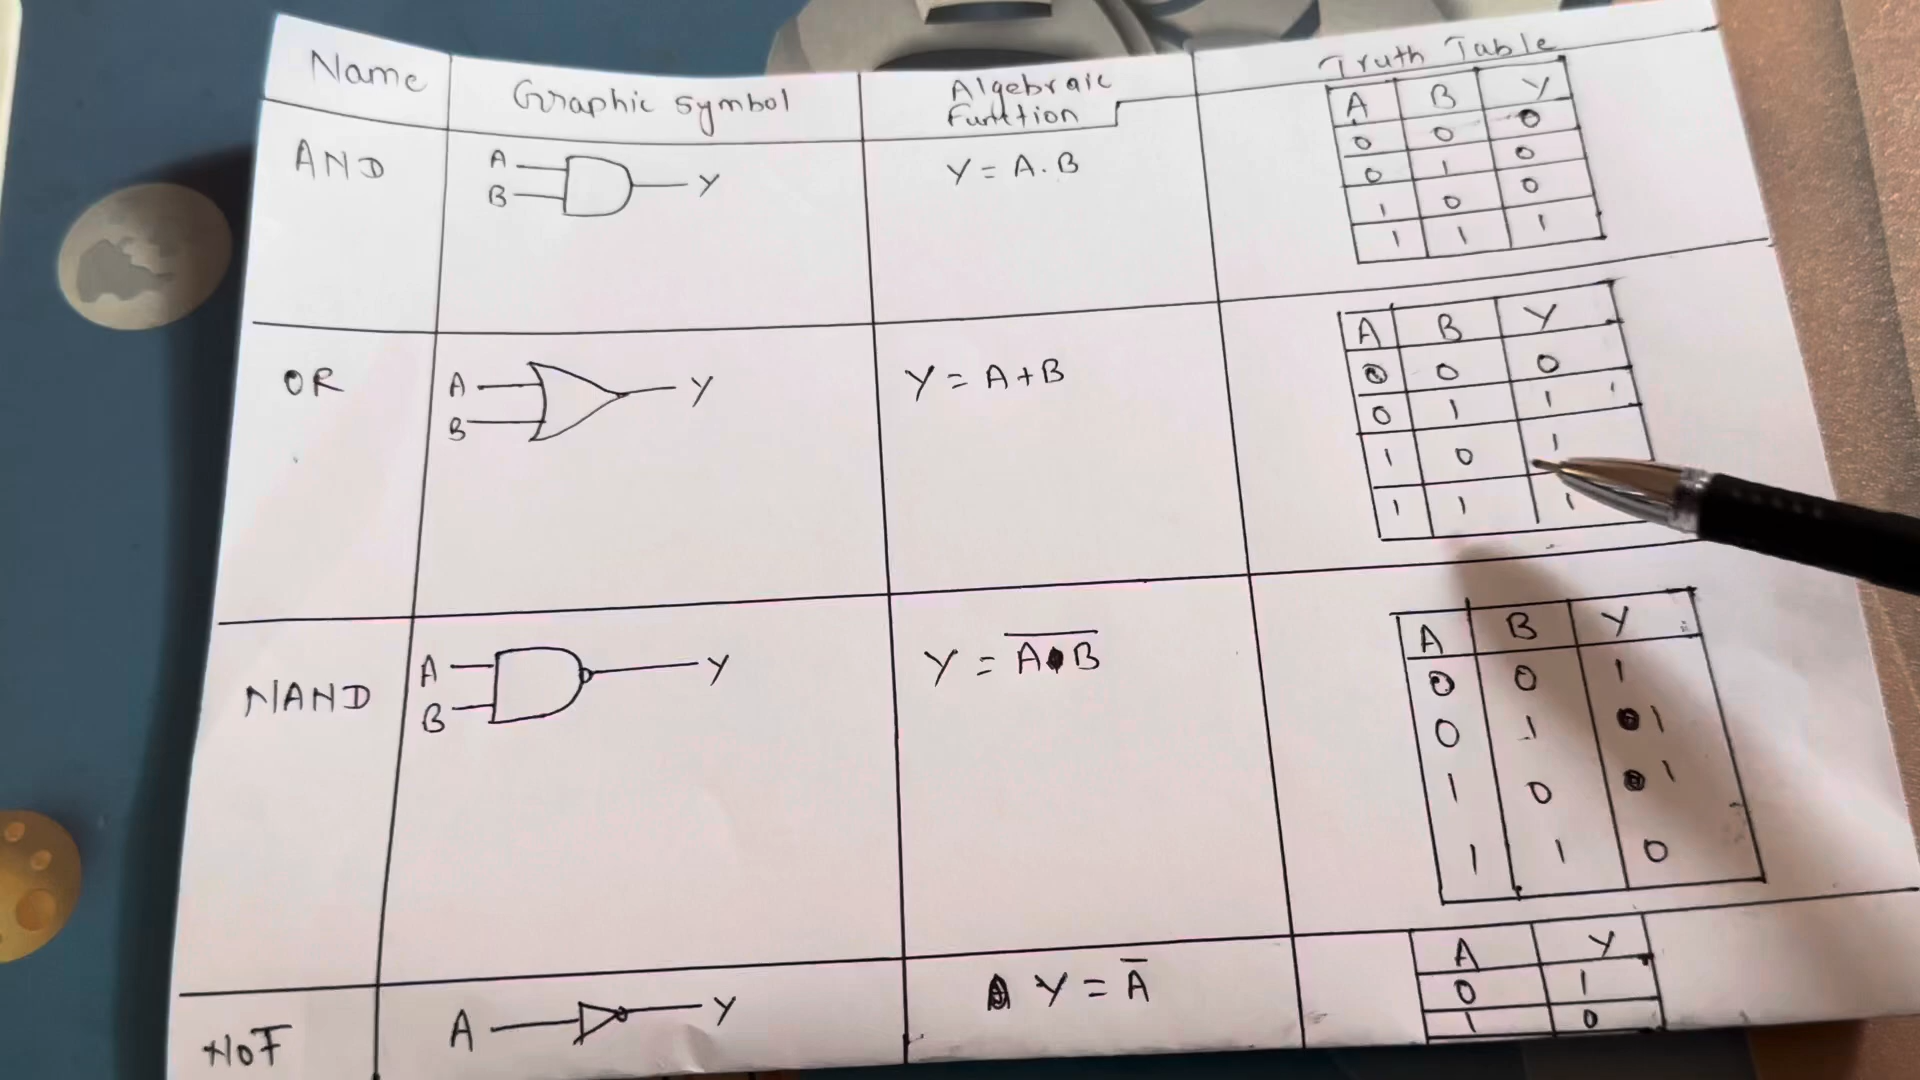 Name Graphic symbol Algebraic Function Truth Table
AND
A
B
Y
Y = A . B
A B Y
0 0 0
0 1 0
1 0 0
1 1 1
OR
A
B
Y
Y = A + B
A B Y
0 0 0
0 1 1
1 0 1
1 1 1
NAND
A
B
Y
Y = \overline{A . B}
A B Y
0 0 1
0 1 1
1 0 1
1 1 0
NOT
A
Y
Y = \overline{A}
A Y
0 1
1 0